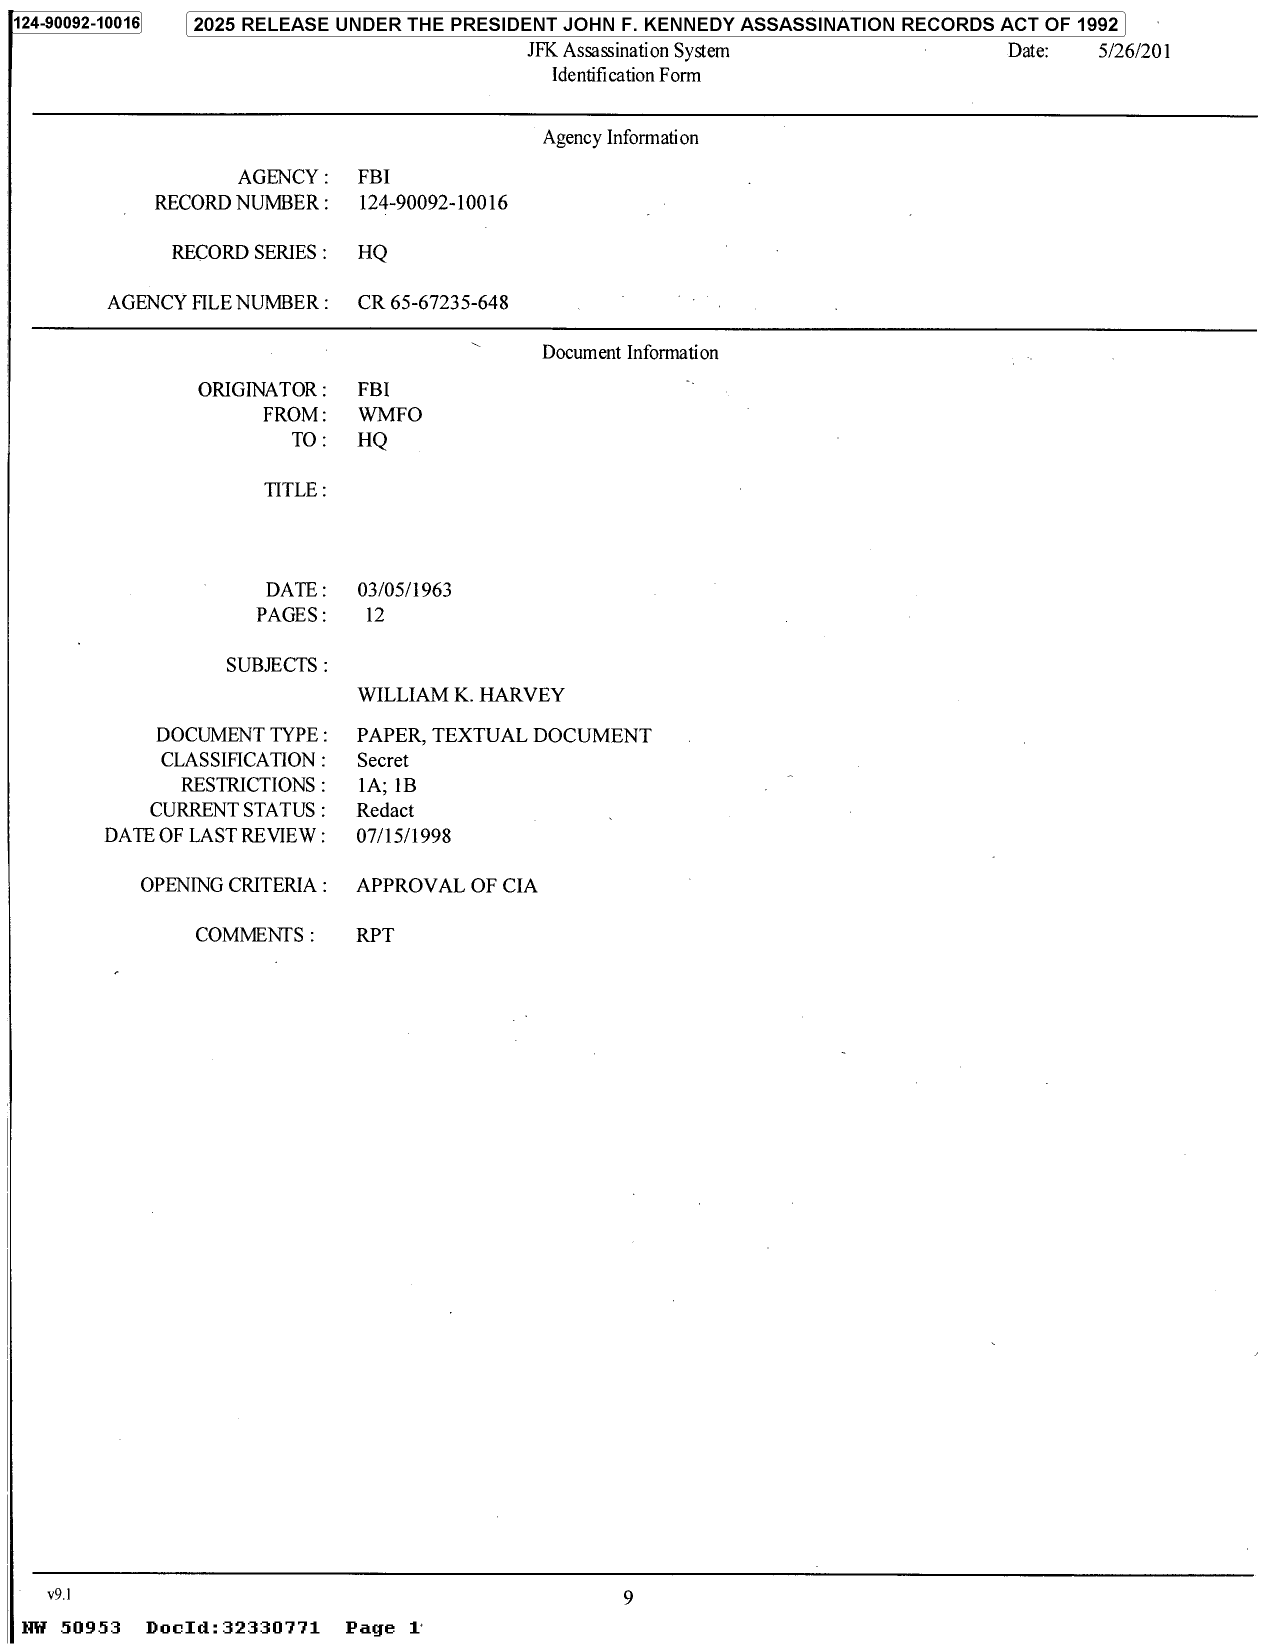 124-90092-10016 2025 RELEASE UNDER THE PRESIDENT JOHN F. KENNEDY ASSASSINATION RECORDS ACT OF 1992
JFK Assassination System Date: 5/26/201
Identification Form
Agency Information
AGENCY : FBI
RECORD NUMBER : 124-90092-10016
RECORD SERIES : HQ
AGENCY FILE NUMBER : CR 65-67235-648
Document Information
ORIGINATOR : FBI
FROM : WMFO
TO : HQ
TITLE :
DATE : 03/05/1963
PAGES : 12
SUBJECTS :
WILLIAM K. HARVEY
DOCUMENT TYPE : PAPER, TEXTUAL DOCUMENT
CLASSIFICATION : Secret
RESTRICTIONS : 1A; 1B
CURRENT STATUS : Redact
DATE OF LAST REVIEW : 07/15/1998
OPENING CRITERIA : APPROVAL OF CIA
COMMENTS : RPT
v9.1 9
NW 50953 DocId:32330771 Page 1